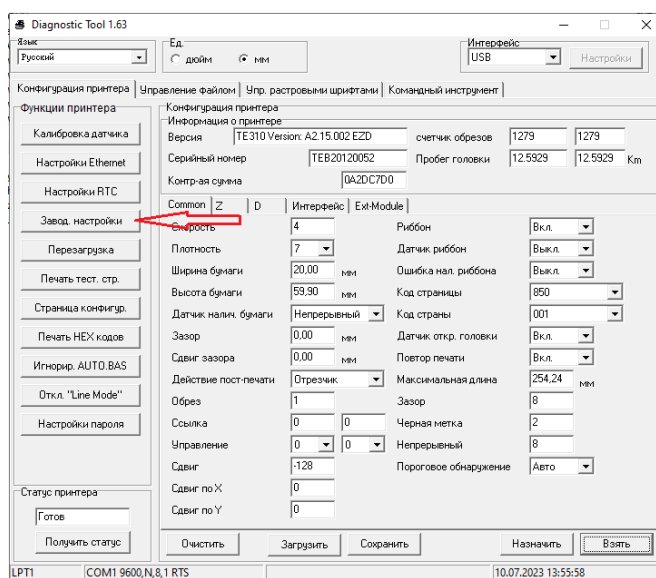 Diagnostic Tool 1.63
Язык
Русский
Ед.
дюйм
мм
Интерфейс
USB
Настройки
Конфигурация принтера
Управление файлом
Упр. растровыми шрифтами
Командный инструмент
Функции принтера
Калибровка датчика
Настройки Ethernet
Настройки RTC
Завод. настройки
Перезагрузка
Печать тест. стр.
Страница конфигур.
Печать HEX кодов
Игнорир. AUTO.BAS
Откл. "Line Mode"
Настройки пароля
Статус принтера
Готов
Получить статус
Конфигурация принтера
Информация о принтере
Версия TE310 Version: A2.15.002 EZD счетчик обрезов 1279 1279
Серийный номер TEB20120052 Пробег головки 12.5929 12.5929 Km
Контр-ая сумма 0A2DC7D0
Common Z D Интерфейс Ext-Module
Скорость 4 Риббон Вкл.
Плотность 7 Датчик риббон Выкл.
Ширина бумаги 20,00 мм Ошибка нал. риббона Выкл.
Высота бумаги 59,90 мм Код страницы 850
Датчик налич. бумаги Непрерывный Код страны 001
Зазор 0,00 мм Датчик откр. головки Вкл.
Сдвиг зазора 0,00 мм Повтор печати Вкл.
Действие пост-печати Отрезчик Максимальная длина 254,24 мм
Обрез 1 Зазор 8
Ссылка 0 0 Черная метка 2
Управление 0 0 Непрерывный 8
Сдвиг -128 Пороговое обнаружение Авто
Сдвиг по X 0
Сдвиг по Y 0
Очистить Загрузить Сохранить Назначить Взять
LPT1 COM1 9600,N,8,1 RTS 10.07.2023 13:55:58